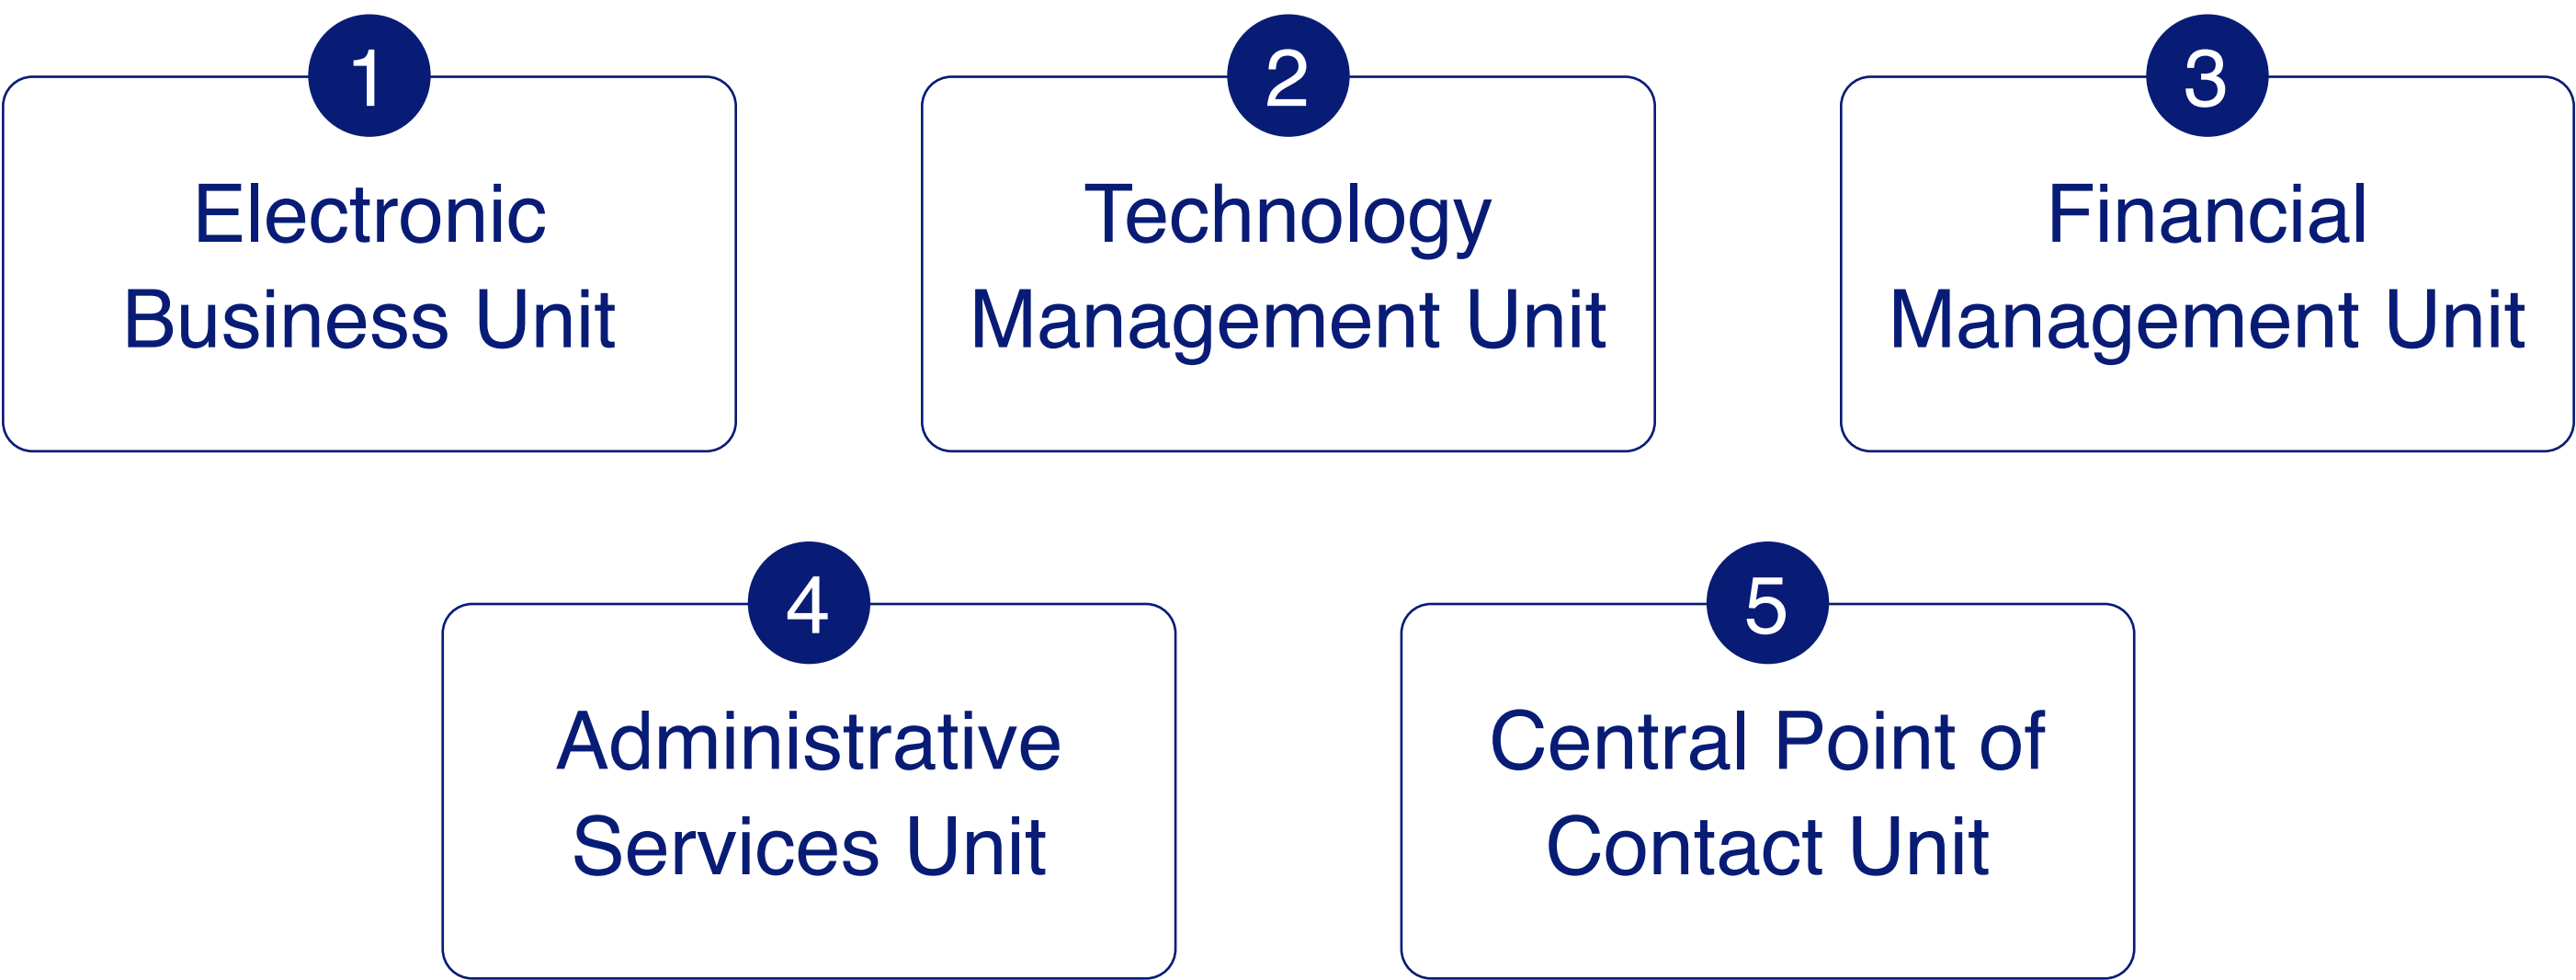 1
Electronic
Business Unit
2
Technology
Management Unit
3
Financial
Management Unit
4
Administrative
Services Unit
5
Central Point of
Contact Unit